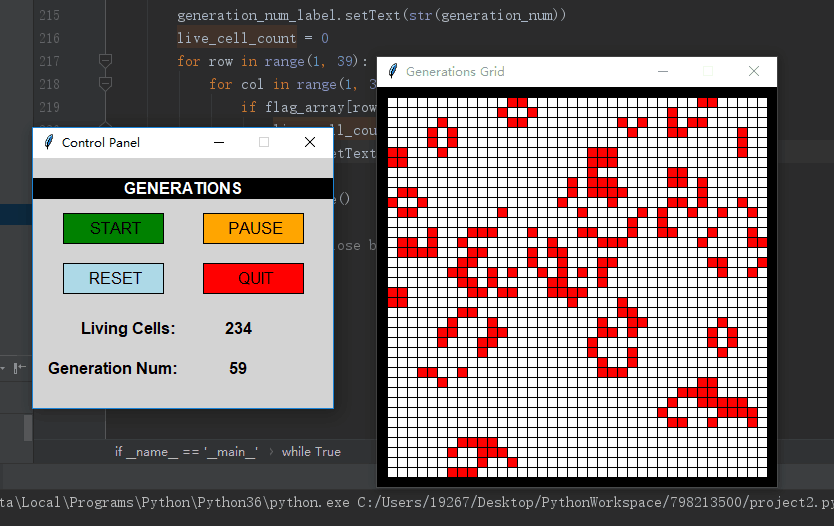 215 generation_num_label.setText(str(generation_num))
216 live_cell_count = 0
217 for row in range(1, 39):
218 for col in range(1, 3
219 if flag_array[row
Generations Grid
Control Panel
GENERATIONS
START PAUSE
RESET QUIT
Living Cells: 234
Generation Num: 59
live_cell_cou
etText
e()
lose b
if __name__ == '__main__' › while True
ta\Local\Programs\Python\Python36\python.exe C:/Users/19267/Desktop/PythonWorkspace/798213500/project2.py